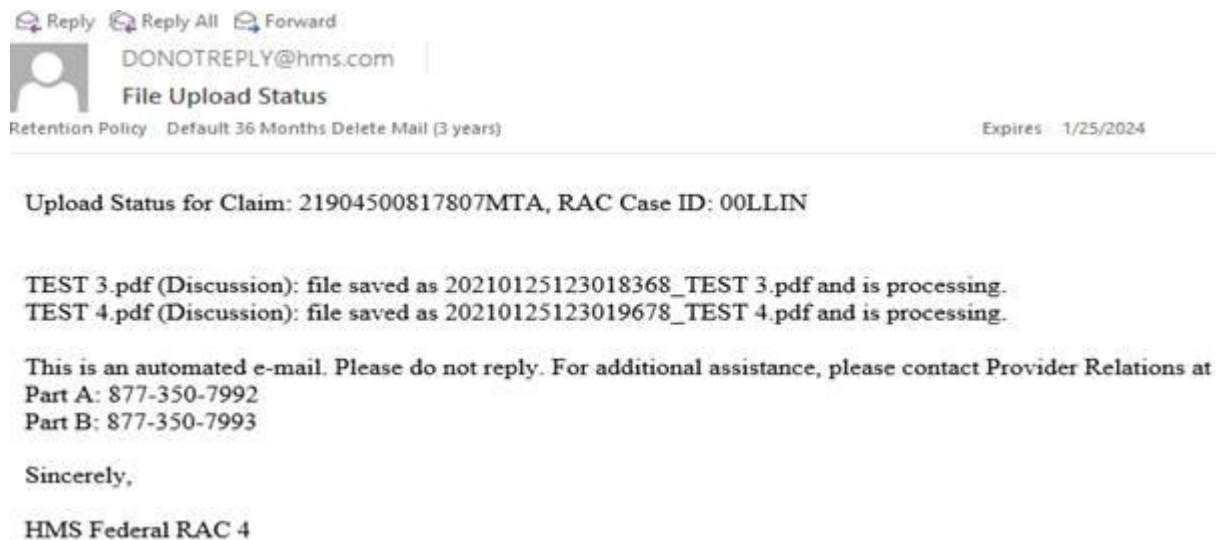 Reply Reply All Forward
DONOTREPLY@hms.com
File Upload Status
Retention Policy Default 36 Months Delete Mail (3 years) Expires 1/25/2024
Upload Status for Claim: 21904500817807MTA, RAC Case ID: 00LLIN
TEST 3.pdf (Discussion): file saved as 20210125123018368_TEST 3.pdf and is processing.
TEST 4.pdf (Discussion): file saved as 20210125123019678_TEST 4.pdf and is processing.
This is an automated e-mail. Please do not reply. For additional assistance, please contact Provider Relations at
Part A: 877-350-7992
Part B: 877-350-7993
Sincerely,
HMS Federal RAC 4